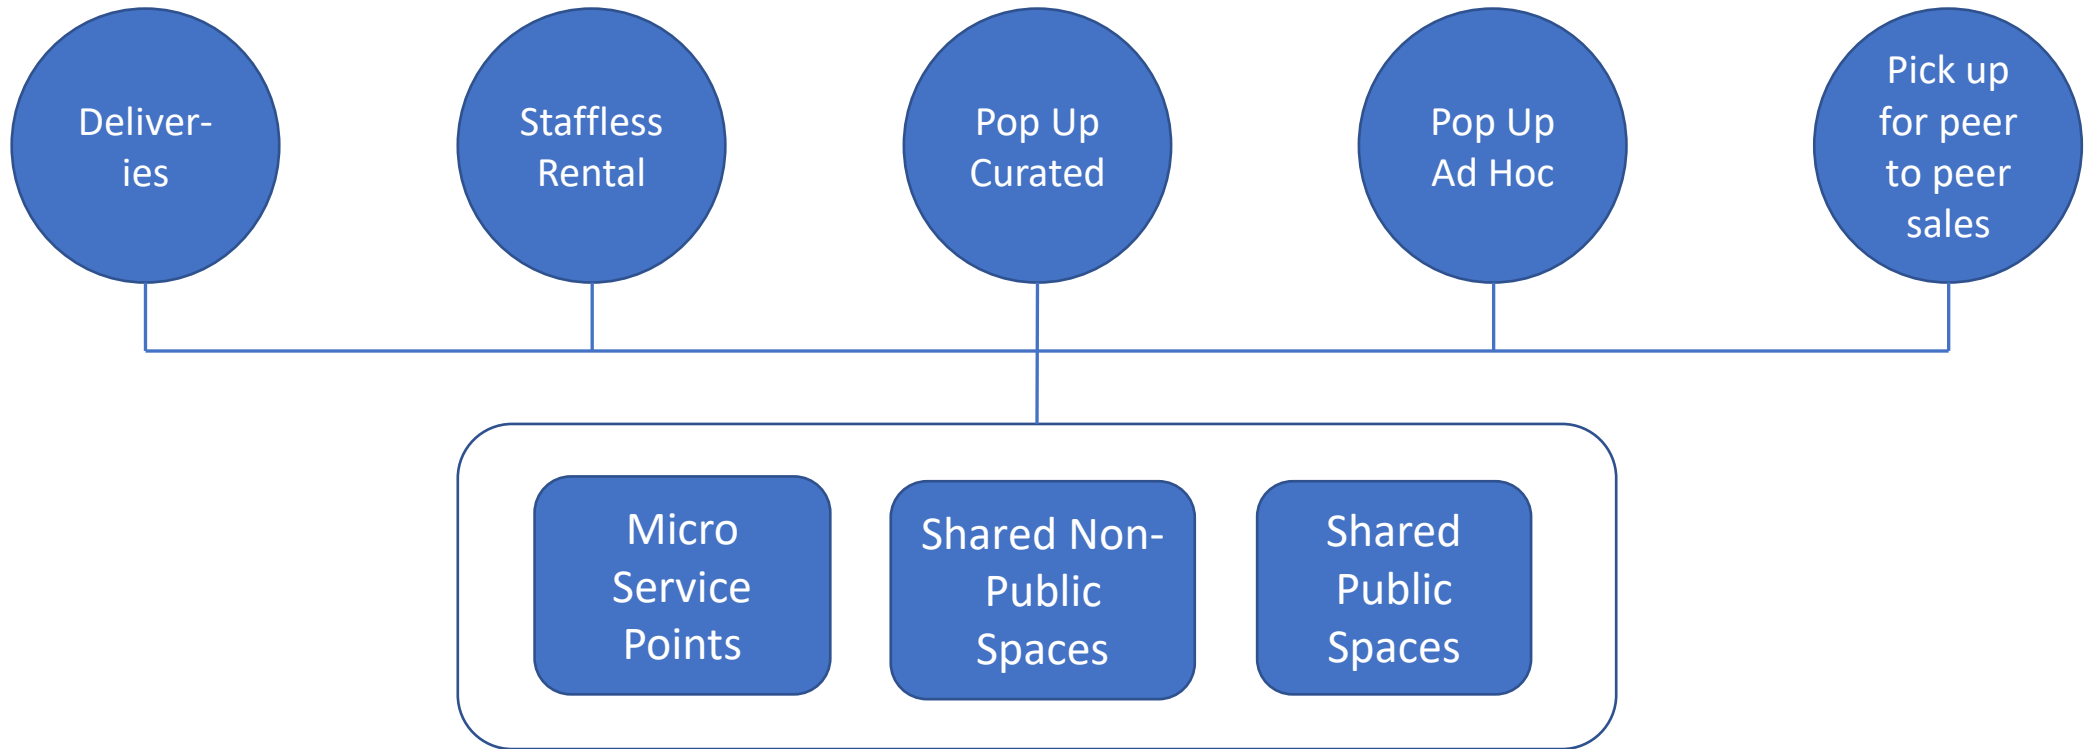 Deliver-
ies
Staffless
Rental
Pop Up
Curated
Pop Up
Ad Hoc
Pick up
for peer
to peer
sales
Micro
Service
Points
Shared Non-
Public
Spaces
Shared
Public
Spaces